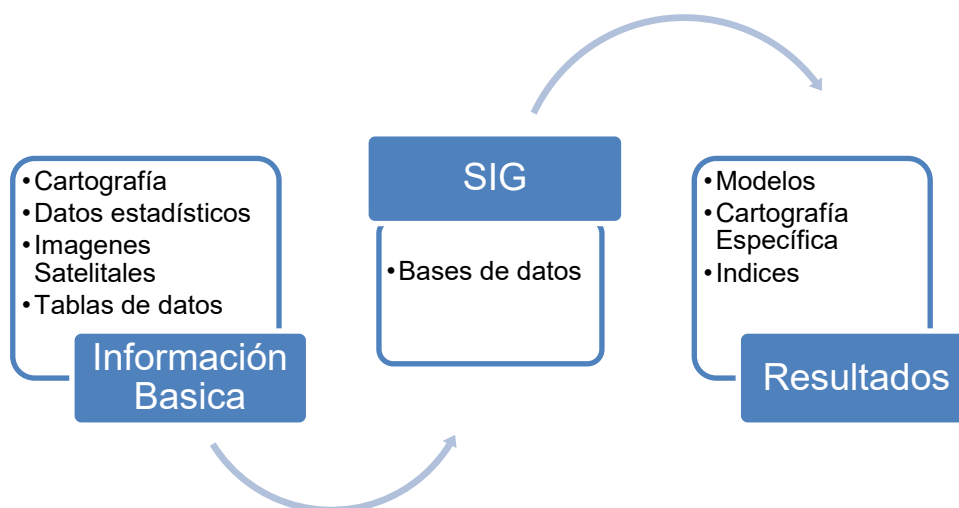 •Cartografía
•Datos estadísticos
•Imagenes
Satelitales
•Tablas de datos
Información
Basica
SIG
•Bases de datos
•Modelos
•Cartografía
Específica
•Indices
Resultados